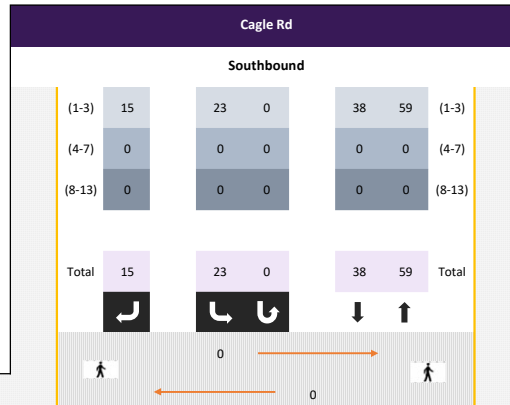 Cagle Rd
Southbound
(1-3) 15 23 0 38 59 (1-3)
(4-7) 0 0 0 0 0 (4-7)
(8-13) 0 0 0 0 0 (8-13)
Total 15 23 0 38 59 Total
0
0